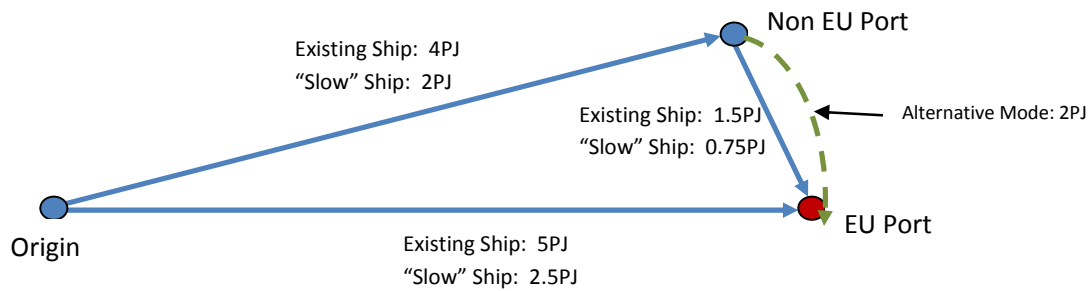 Non EU Port
Existing Ship: 4PJ
“Slow” Ship: 2PJ
Existing Ship: 1.5PJ
“Slow” Ship: 0.75PJ
Alternative Mode: 2PJ
Origin
EU Port
Existing Ship: 5PJ
“Slow” Ship: 2.5PJ